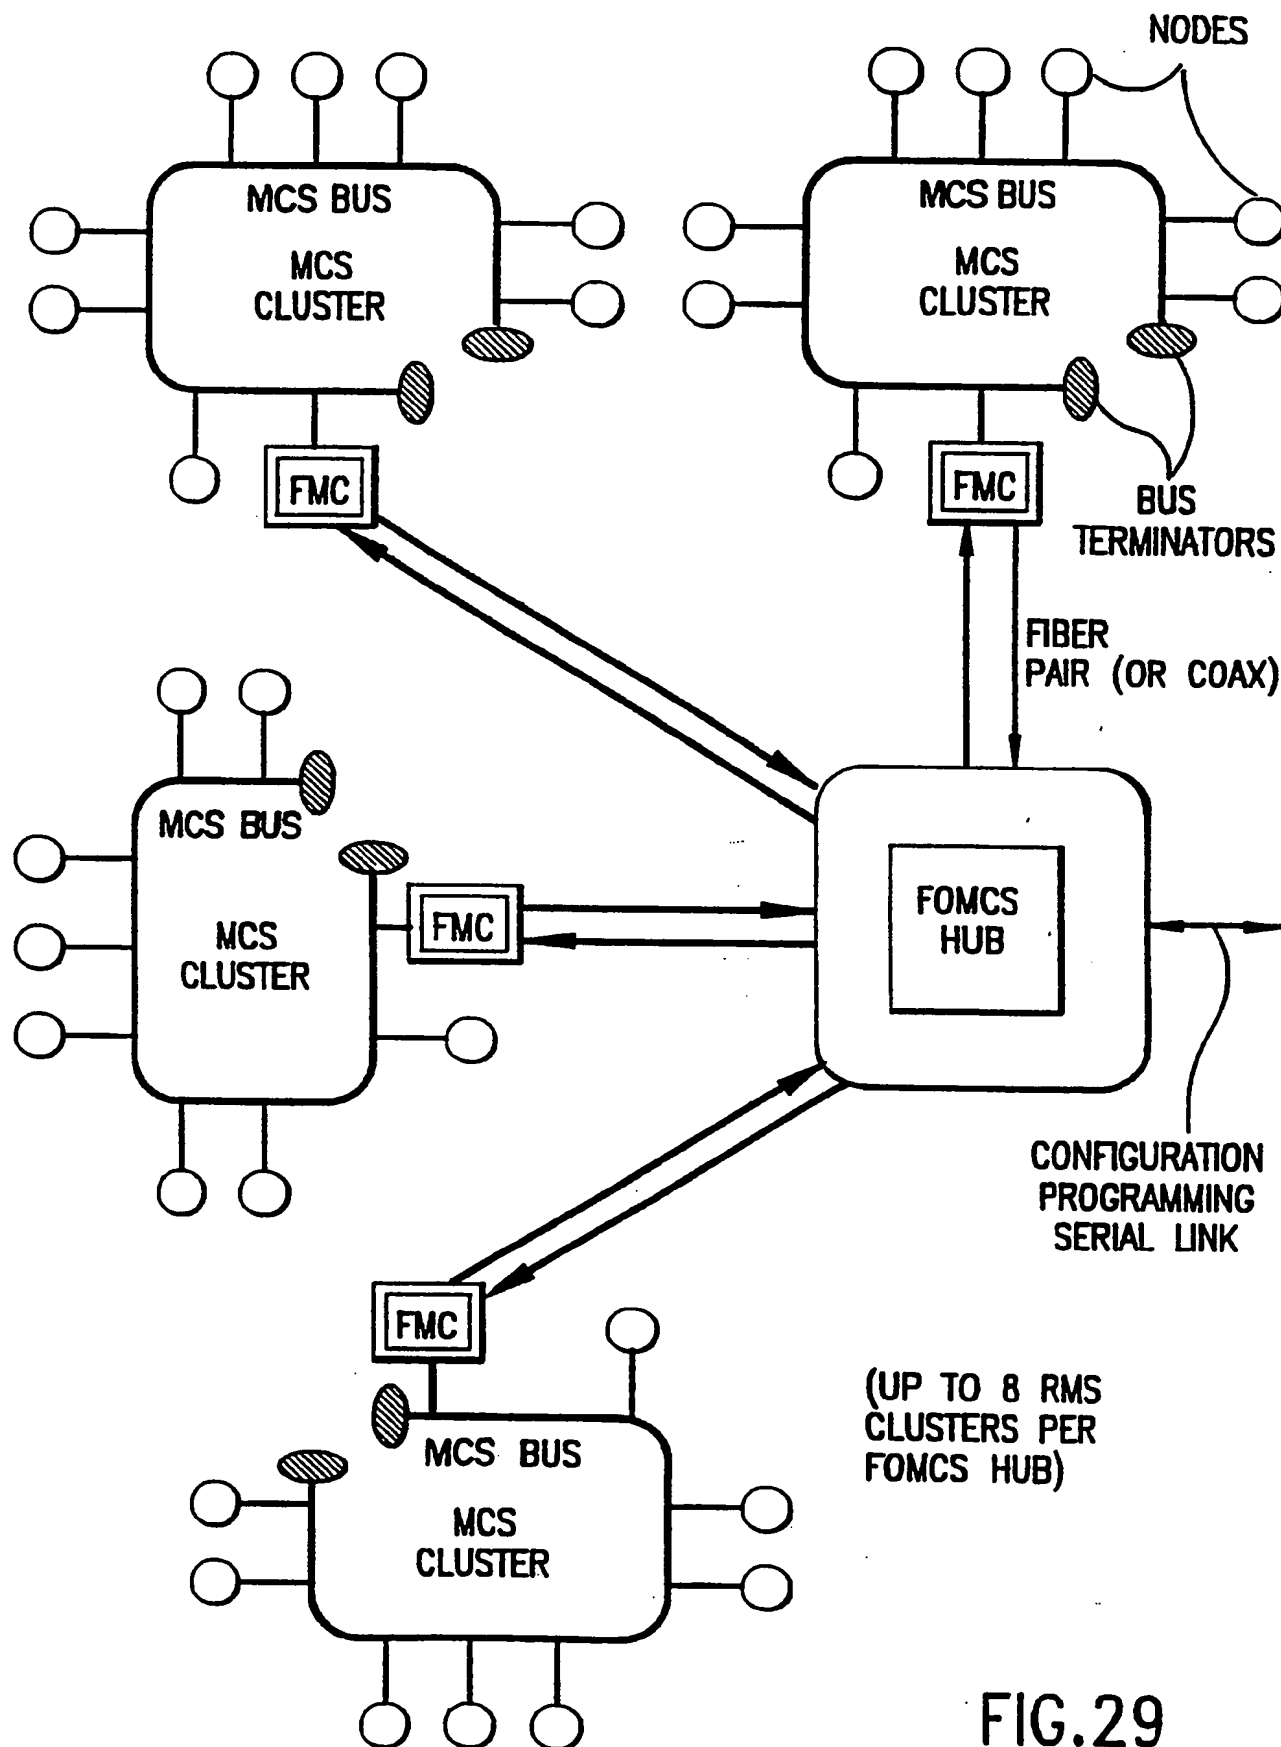 NODES
MCS BUS
MCS
CLUSTER
MCS BUS
MCS
CLUSTER
FMC
FMC
BUS
TERMINATORS
FIBER
PAIR (OR COAX)
MCS BUS
MCS
CLUSTER
FMC
FOMCS
HUB
CONFIGURATION
PROGRAMMING
SERIAL LINK
FMC
MCS BUS
MCS
CLUSTER
(UP TO 8 RMS
CLUSTERS PER
FOMCS HUB)
FIG.29